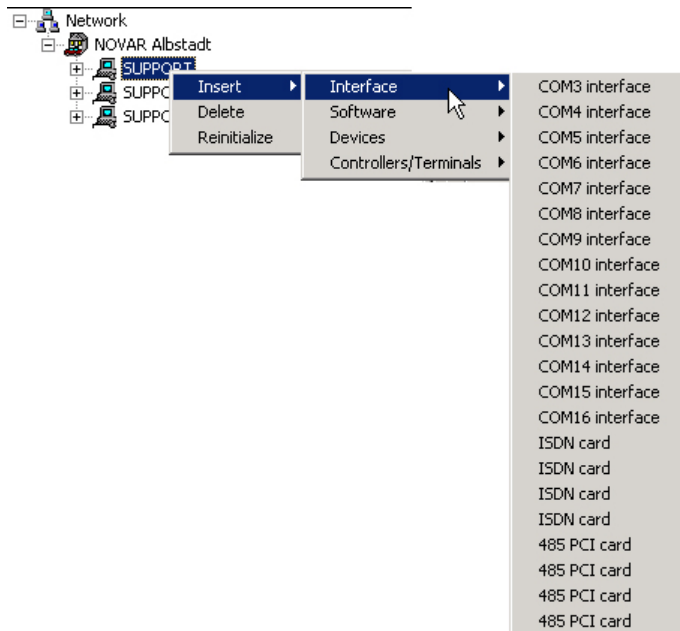 Network
NOVAR Albstadt
SUPPORT
SUPPO
SUPPO
Insert
Delete
Reinitialize
Interface
Software
Devices
Controllers/Terminals
COM3 interface
COM4 interface
COM5 interface
COM6 interface
COM7 interface
COM8 interface
COM9 interface
COM10 interface
COM11 interface
COM12 interface
COM13 interface
COM14 interface
COM15 interface
COM16 interface
ISDN card
ISDN card
ISDN card
ISDN card
485 PCI card
485 PCI card
485 PCI card
485 PCI card